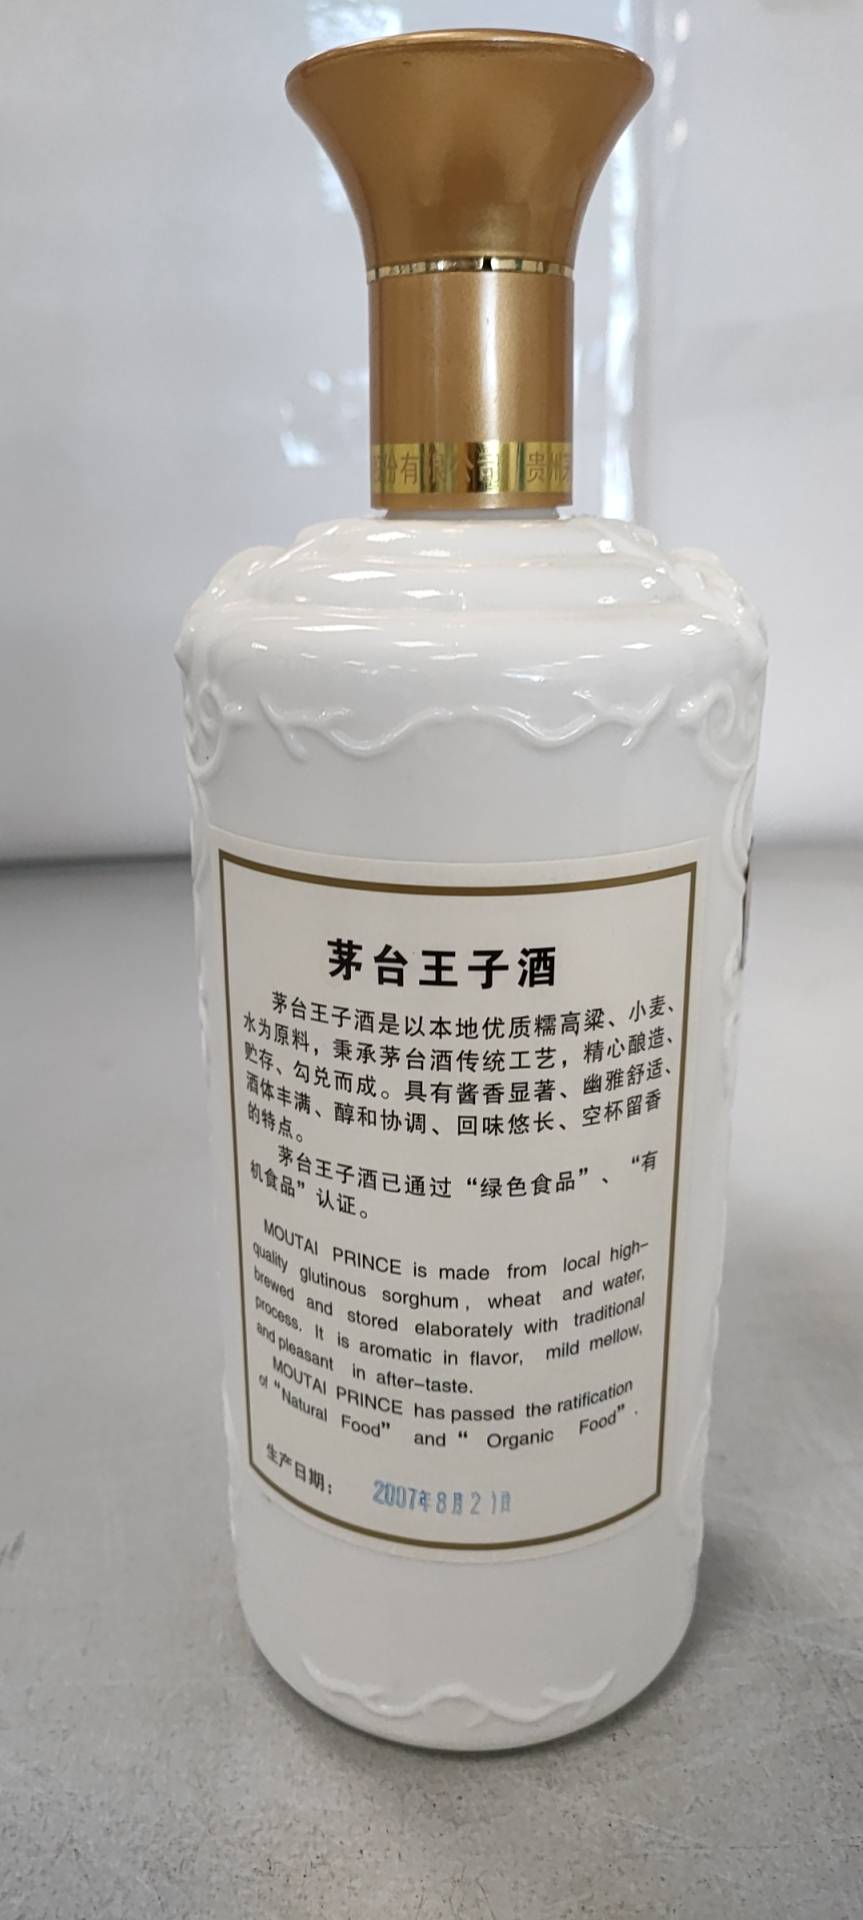 份有限公司
贵州
茅台王子酒
茅台王子酒是以本地优质糯高粱、小麦、
水为原料，秉承茅台酒传统工艺，精心酿造、
贮存、勾兑而成。具有酱香显著、幽雅舒适、
酒体丰满、醇和协调、回味悠长、空杯留香
的特点。
茅台王子酒已通过“绿色食品”、“有
机食品”认证。
MOUTAI PRINCE is made from local high-
quality glutinous sorghum, wheat and water,
brewed and stored elaborately with traditional
process. It is aromatic in flavor, mild mellow,
and pleasant in after-taste.
MOUTAI PRINCE has passed the ratification
of “Natural Food” and “Organic Food”.
生产日期： 2007年8月21日